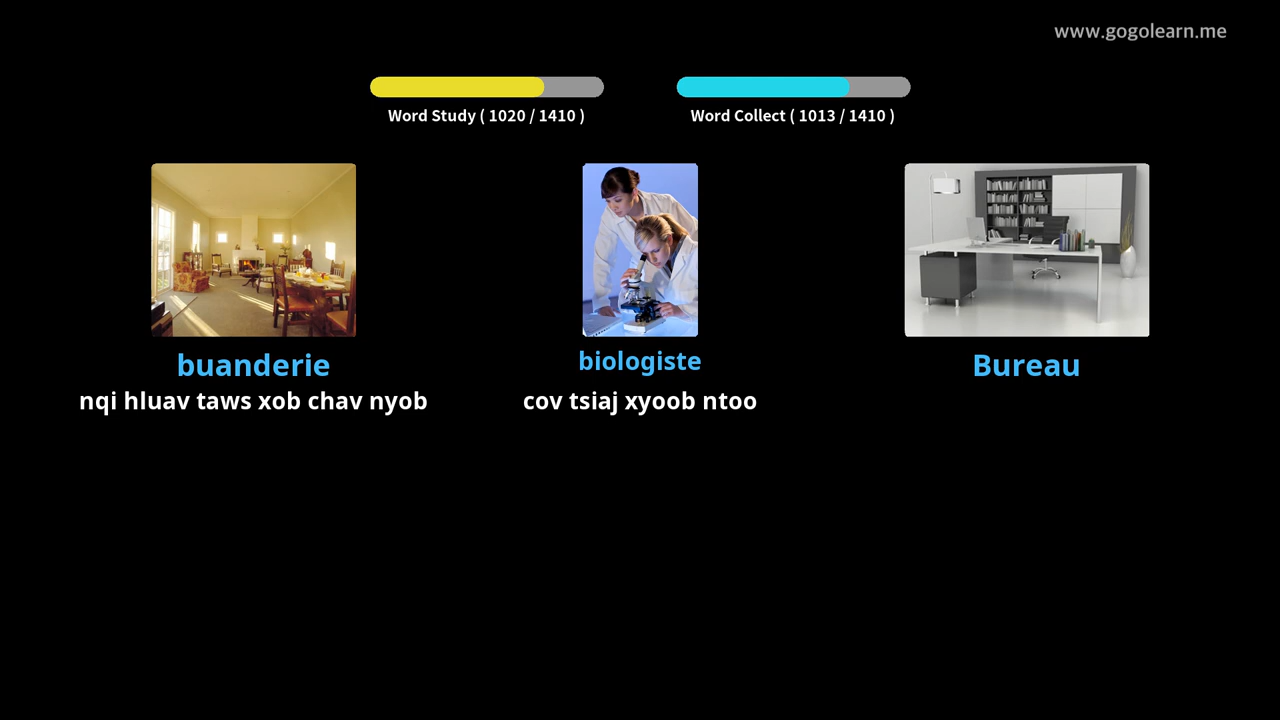 www.gogolearn.me
Word Study ( 1020 / 1410 )
Word Collect ( 1013 / 1410 )
buanderie
nqi hluav taws xob chav nyob
biologiste
cov tsiaj xyoob ntoo
Bureau